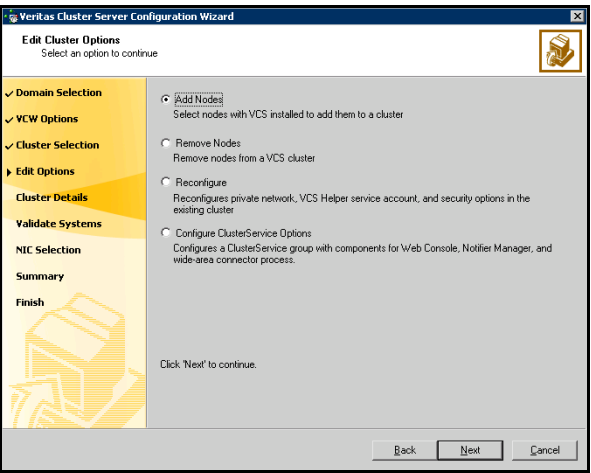 Veritas Cluster Server Configuration Wizard
Edit Cluster Options
Select an option to continue
Domain Selection
VCW Options
Cluster Selection
Edit Options
Cluster Details
Validate Systems
NIC Selection
Summary
Finish
Add Nodes
Select nodes with VCS installed to add them to a cluster
Remove Nodes
Remove nodes from a VCS cluster
Reconfigure
Reconfigures private network, VCS Helper service account, and security options in the
existing cluster
Configure ClusterService Options
Configures a ClusterService group with components for Web Console, Notifier Manager, and
wide-area connector process.
Click 'Next' to continue.
Back Next Cancel